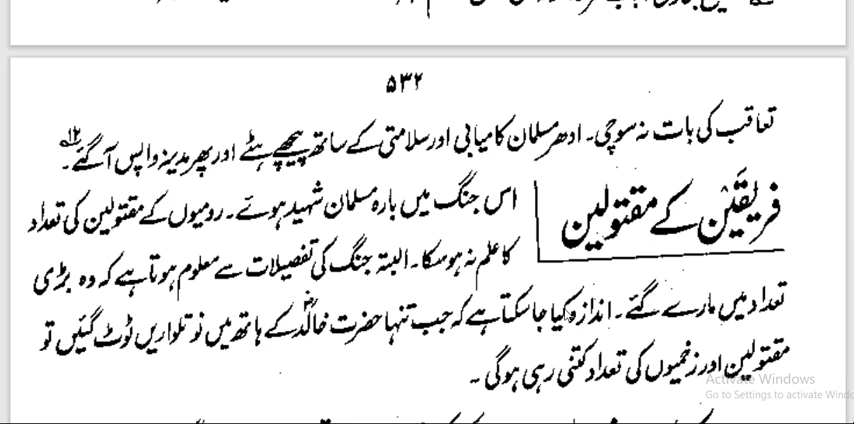 ۵۳۲
تعاقب کی بات نہ سوچی۔ ادھر مسلمان کامیابی اور سلامتی کے ساتھ پیچھے ہٹے اور پھر مدینہ واپس آگئے۔
فریقین کے مقتولین
اس جنگ میں بارہ مسلمان شہید ہوئے۔ رومیوں کے مقتولین کی تعداد
کا علم نہ ہوسکا۔ البتہ جنگ کی تفصیلات سے معلوم ہوتا ہے کہ وہ بڑی
تعداد میں مارے گئے۔ اندازہ کیا جاسکتا ہے کہ جب تنہا حضرت خالدؓ کے ہاتھ میں نو تلواریں ٹوٹ گئیں تو
مقتولین اور زخمیوں کی تعداد کتنی رہی ہوگی۔
Activate Windows
Go to Settings to activate Windo